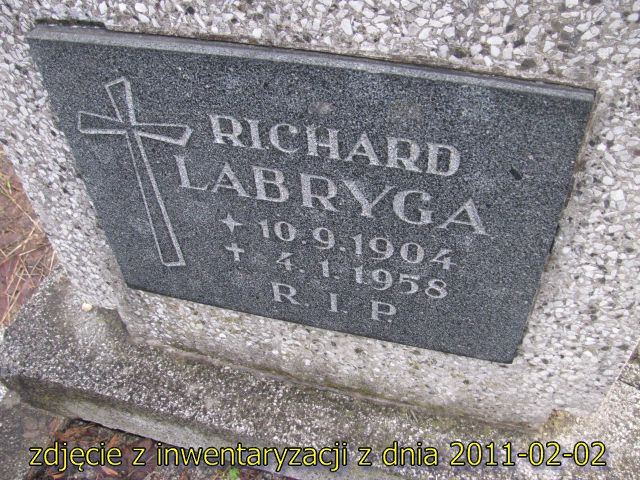 RICHARD
LABRYGA
+ 10.9.1904
† 4.1.1958
R.I.P.
zdjęcie z inwentaryzacji z dnia 2011-02-02